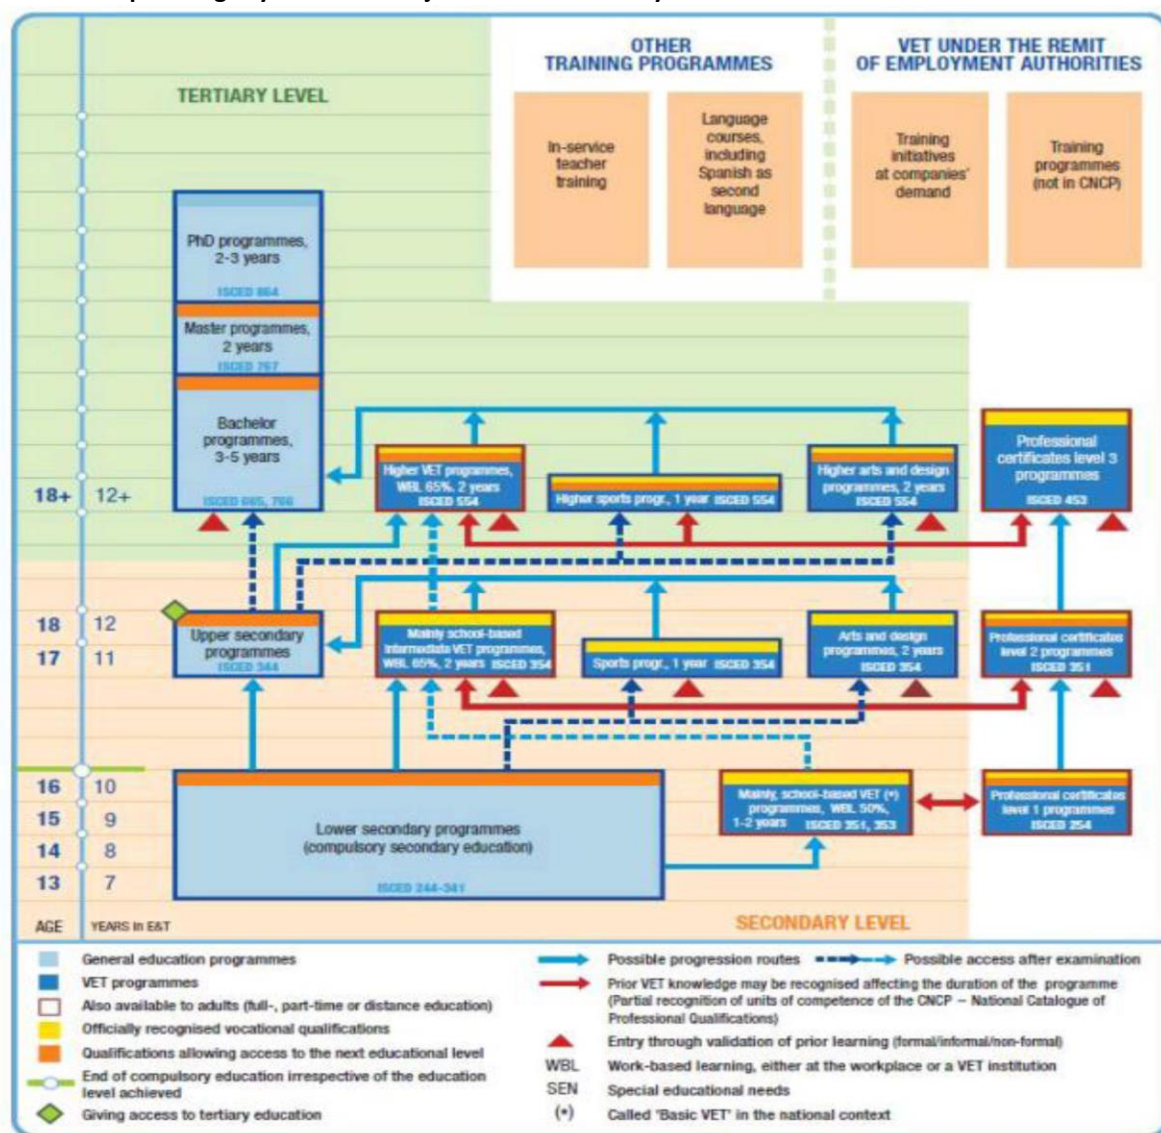 OTHER
TRAINING PROGRAMMES
VET UNDER THE REMIT
OF EMPLOYMENT AUTHORITIES
TERTIARY LEVEL
In-service
teacher
training
Language
courses,
including
Spanish as
second
language
Training
initiatives
at companies'
demand
Training
programmes
(not in CNCP)
PhD programmes,
2-3 years
ISCED 864
Master programmes,
2 years
ISCED 767
Bachelor
programmes,
3-5 years
ISCED 665, 766
Higher VET programmes,
WBL 65%, 2 years
ISCED 554
Higher sports progr., 1 year ISCED 554
Higher arts and design
programmes, 2 years
ISCED 554
Professional
certificates level 3
programmes
ISCED 453
18+ 12+
18 12
17 11
Upper secondary
programmes
ISCED 344
Mainly school-based
Intermediate VET programmes,
WBL 65%, 2 years ISCED 354
Sports progr., 1 year ISCED 354
Arts and design
programmes, 2 years
ISCED 354
Professional certificates
level 2 programmes
ISCED 351
16 10
15 9
14 8
13 7
Lower secondary programmes
(compulsory secondary education)
ISCED 244-341
Mainly, school-based VET (*)
programmes, WBL 50%,
1-2 years ISCED 351, 353
Professional certificates
level 1 programmes
ISCED 254
AGE YEARS in E&T
SECONDARY LEVEL
General education programmes
VET programmes
Also available to adults (full-, part-time or distance education)
Officially recognised vocational qualifications
Qualifications allowing access to the next educational level
End of compulsory education irrespective of the education
level achieved
Giving access to tertiary education
Possible progression routes
Possible access after examination
Prior VET knowledge may be recognised affecting the duration of the programme
(Partial recognition of units of competence of the CNCP – National Catalogue of
Professional Qualifications)
Entry through validation of prior learning (formal/informal/non-formal)
WBL Work-based learning, either at the workplace or a VET institution
SEN Special educational needs
(*) Called 'Basic VET' in the national context